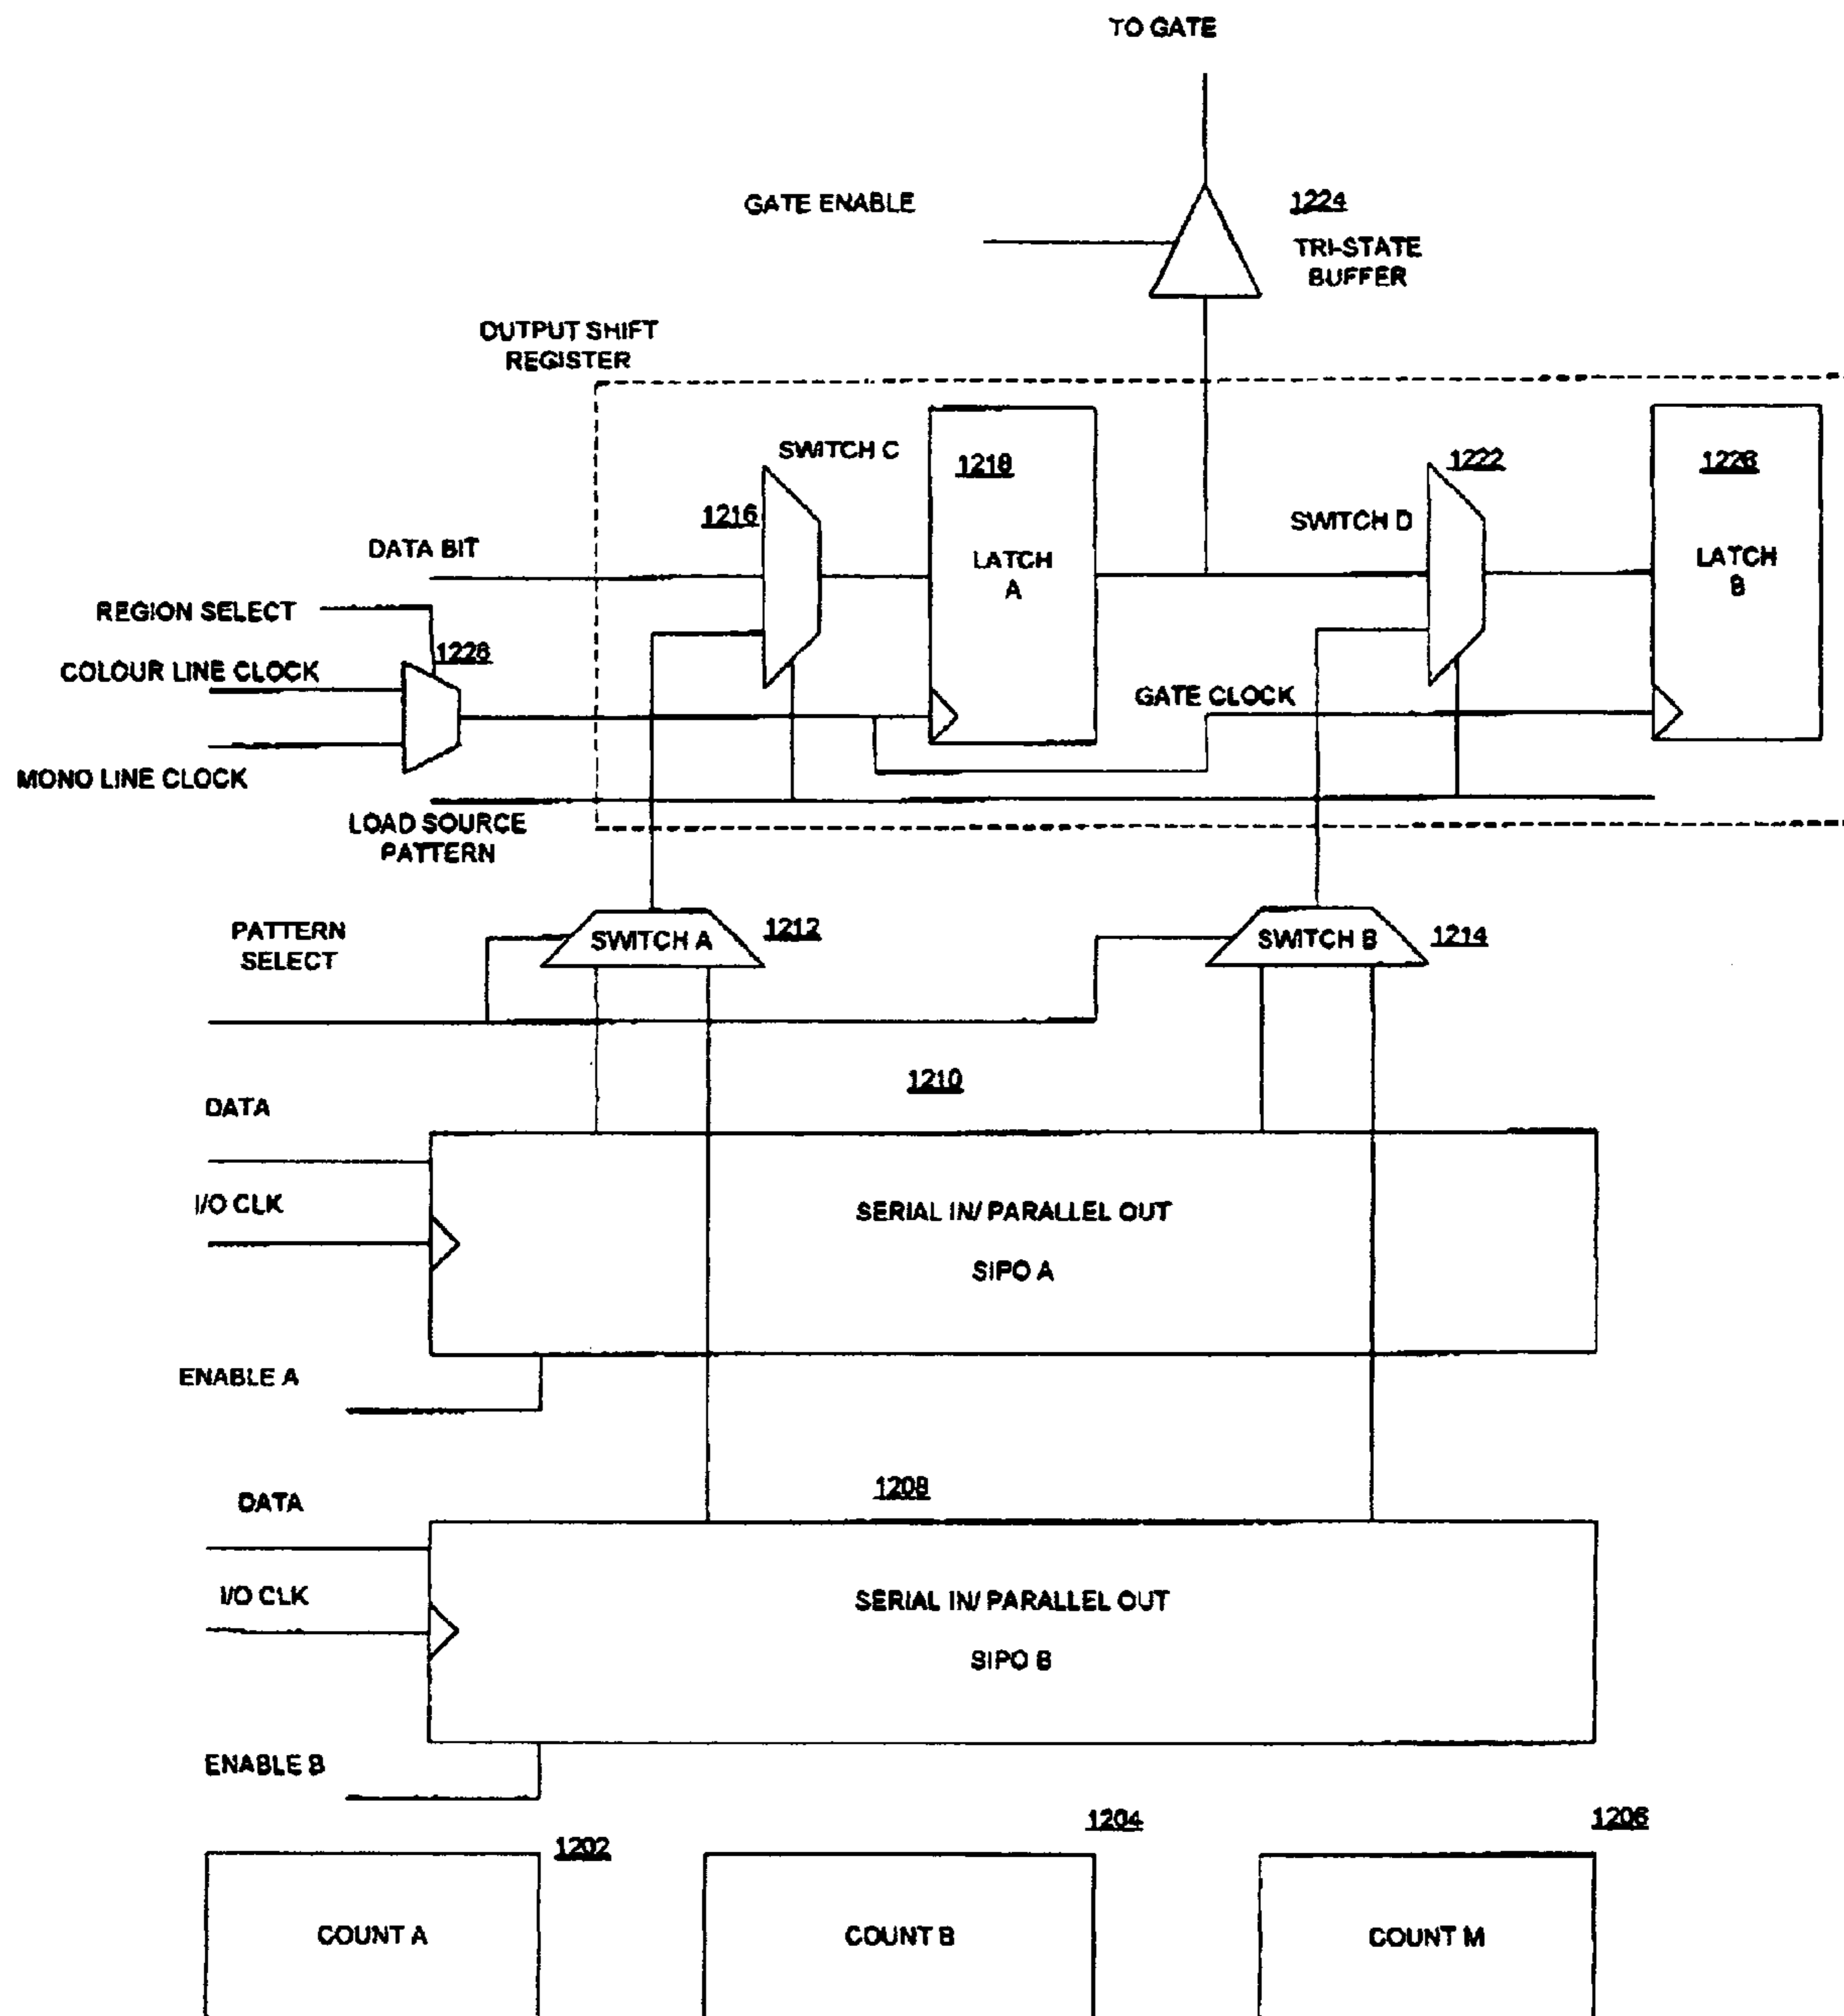 TO GATE
GATE ENABLE
1224
TRI-STATE
BUFFER
OUTPUT SHIFT
REGISTER
SWITCH C
1218
1222
1226
1216
SWITCH D
DATA BIT
LATCH
A
LATCH
B
REGION SELECT
1228
COLOUR LINE CLOCK
GATE CLOCK
MONO LINE CLOCK
LOAD SOURCE
PATTERN
PATTERN
SELECT
SWITCH A
1212
SWITCH B
1214
1210
DATA
I/O CLK
SERIAL IN/ PARALLEL OUT
SIPO A
ENABLE A
1208
DATA
I/O CLK
SERIAL IN/ PARALLEL OUT
SIPO B
ENABLE B
1202
1204
1206
COUNT A
COUNT B
COUNT M